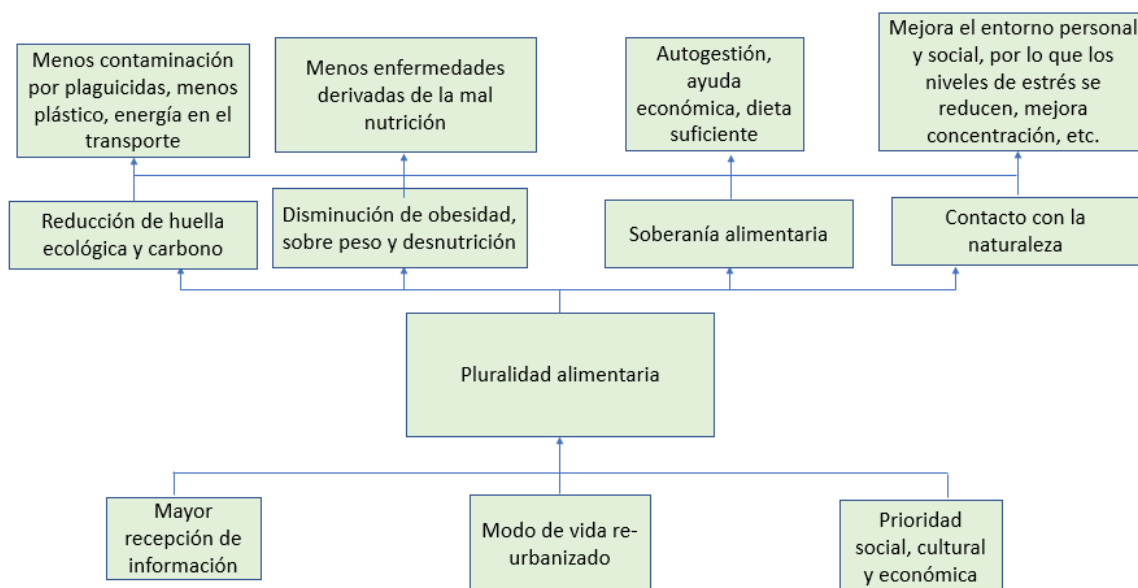 Menos contaminación
por plaguicidas, menos
plástico, energía en el
transporte
Menos enfermedades
derivadas de la mal
nutrición
Autogestión,
ayuda
económica, dieta
suficiente
Mejora el entorno personal
y social, por lo que los
niveles de estrés se
reducen, mejora
concentración, etc.
Reducción de huella
ecológica y carbono
Disminución de obesidad,
sobre peso y desnutrición
Soberanía alimentaria
Contacto con la
naturaleza
Pluralidad alimentaria
Mayor
recepción de
información
Modo de vida re-
urbanizado
Prioridad
social, cultural
y económica